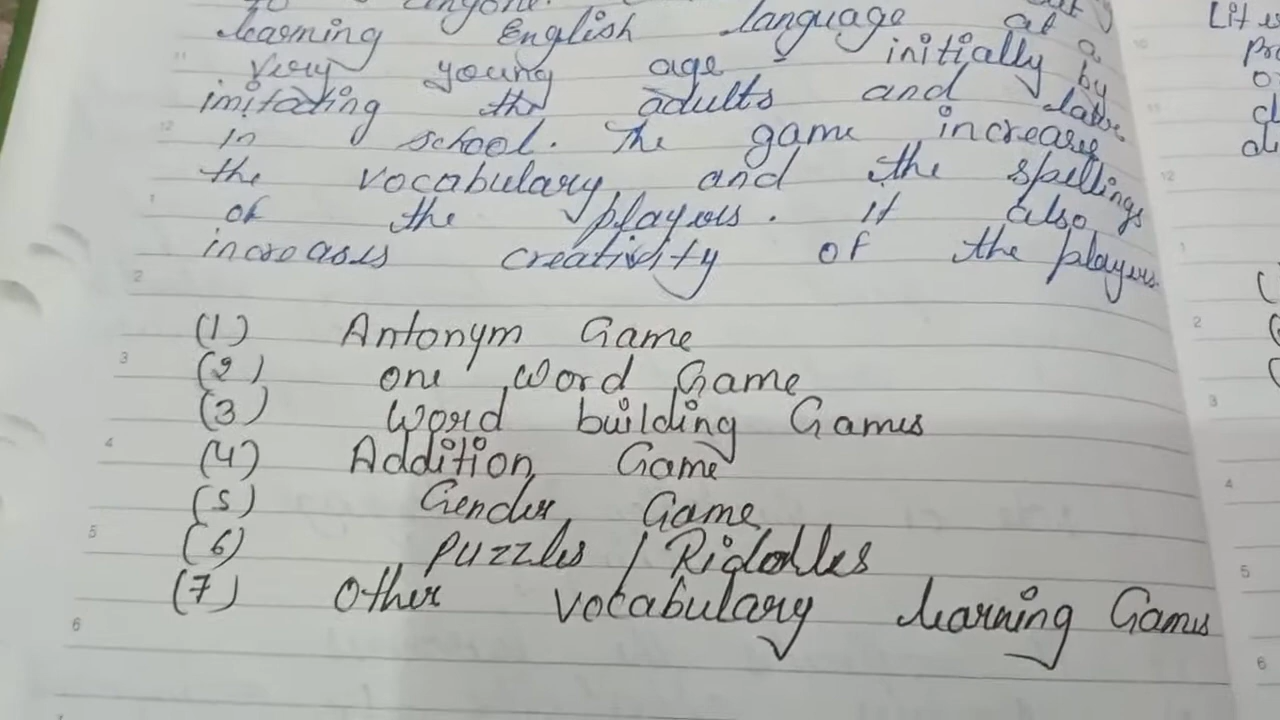 to anyone.
learning English language at a
very young age initially by
imitating the adults and later
in school. The game increases
the vocabulary and the spellings
of the players. It also
increases creativity of the players.
(1) Antonym Game
(2) one word Game
(3) Word building Games
(4) Addition Game
(5) Gender Game
(6) puzzles / Riddles
(7) Other vocabulary learning Games